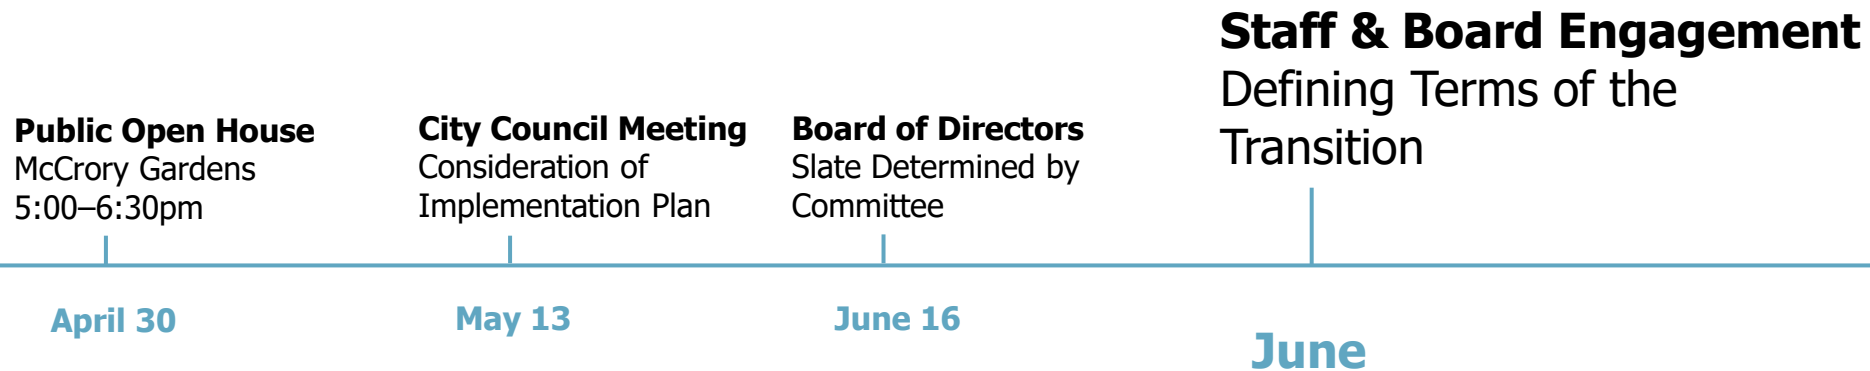 Public Open House
McCrory Gardens
5:00–6:30pm
April 30
City Council Meeting
Consideration of
Implementation Plan
May 13
Board of Directors
Slate Determined by
Committee
June 16
Staff & Board Engagement
Defining Terms of the
Transition
June